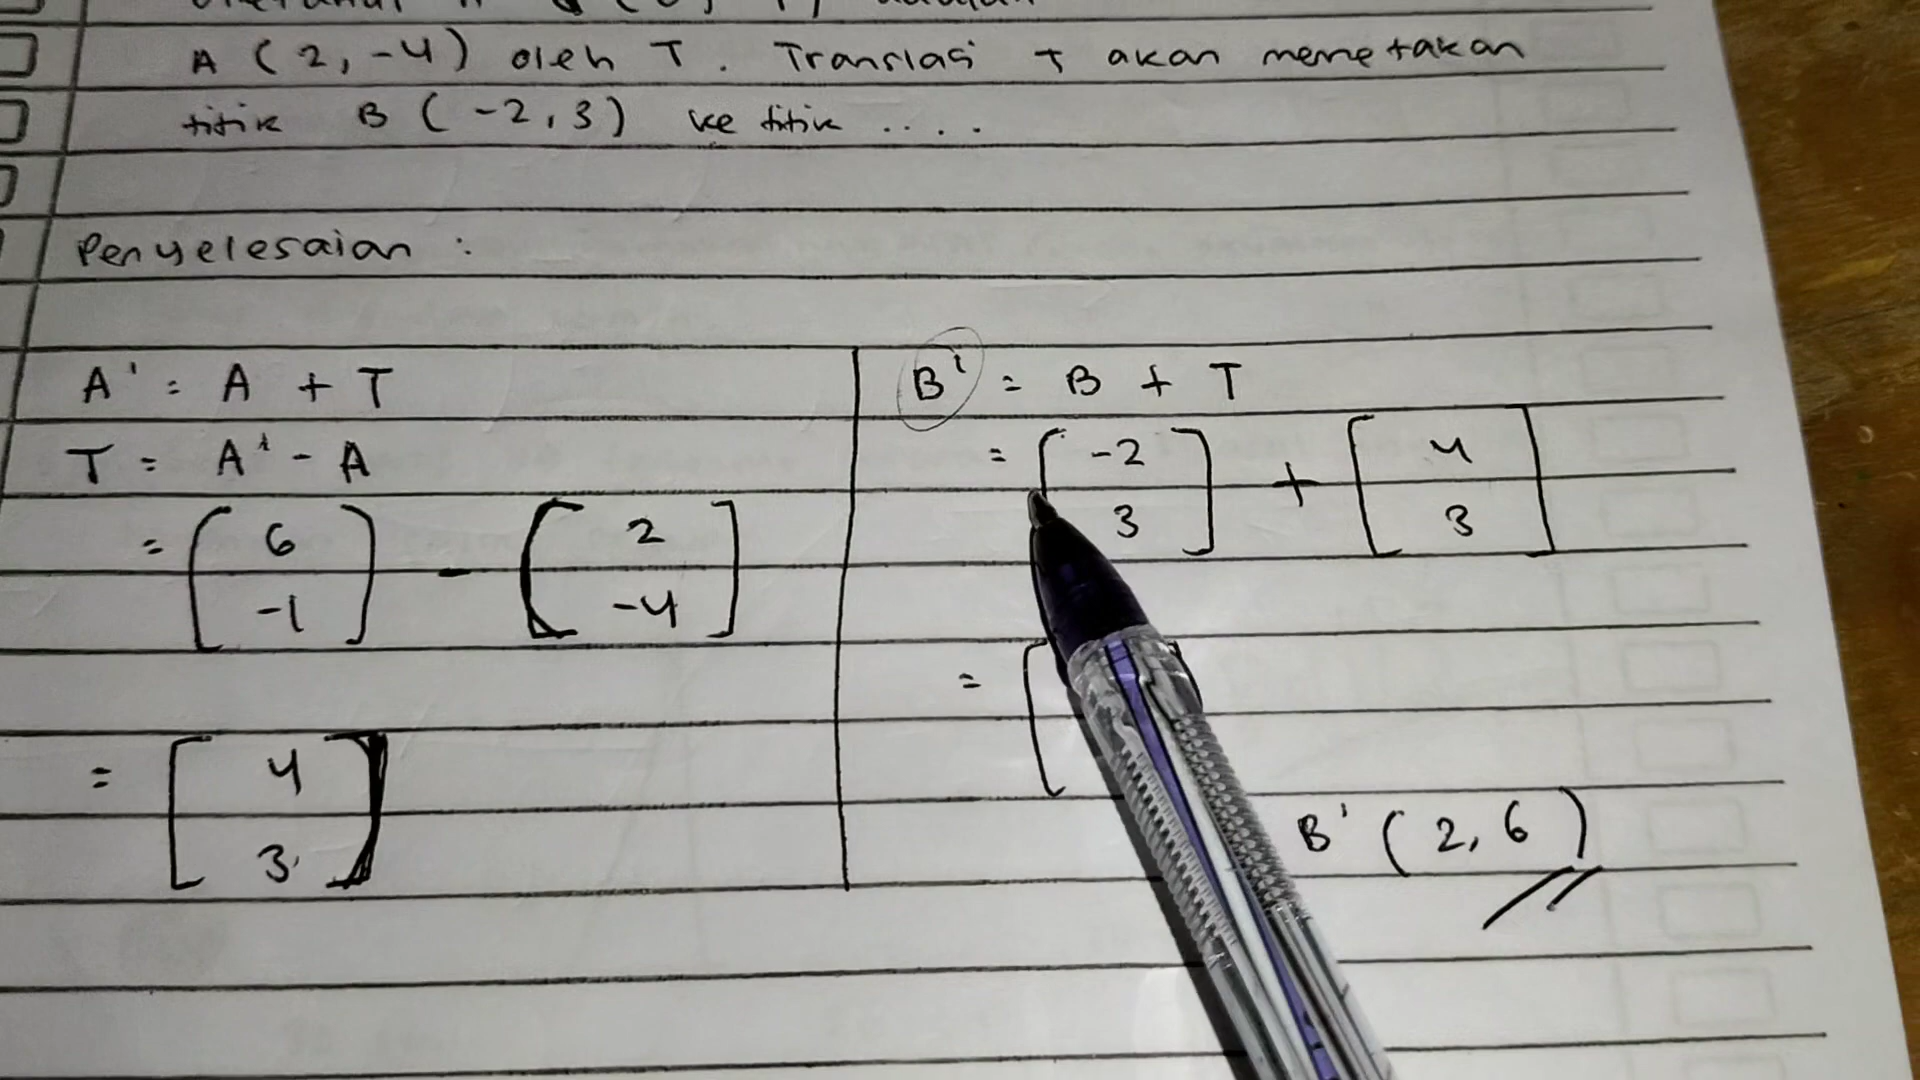 A (2, -4) oleh T. Translasi T akan memetakan
titik B (-2, 3) ke titik ....
Penyelesaian :
A' = A + T
T = A' - A
= [6 -1] - [2 -4]
= [4 3]
B' = B + T
= [-2 3] + [4 3]
= [
B' (2, 6)